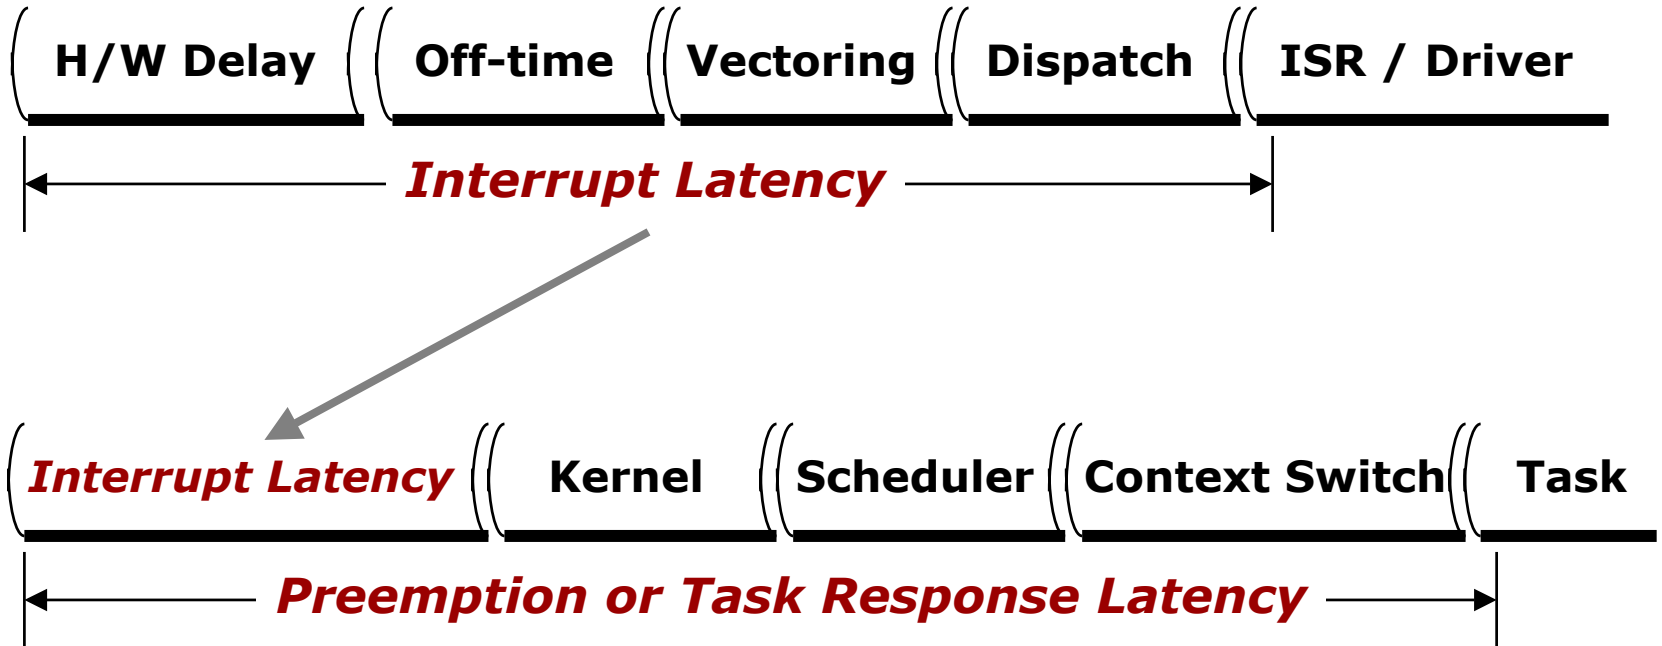 H/W Delay Off-time Vectoring Dispatch ISR / Driver
Interrupt Latency
Interrupt Latency Kernel Scheduler Context Switch Task
Preemption or Task Response Latency